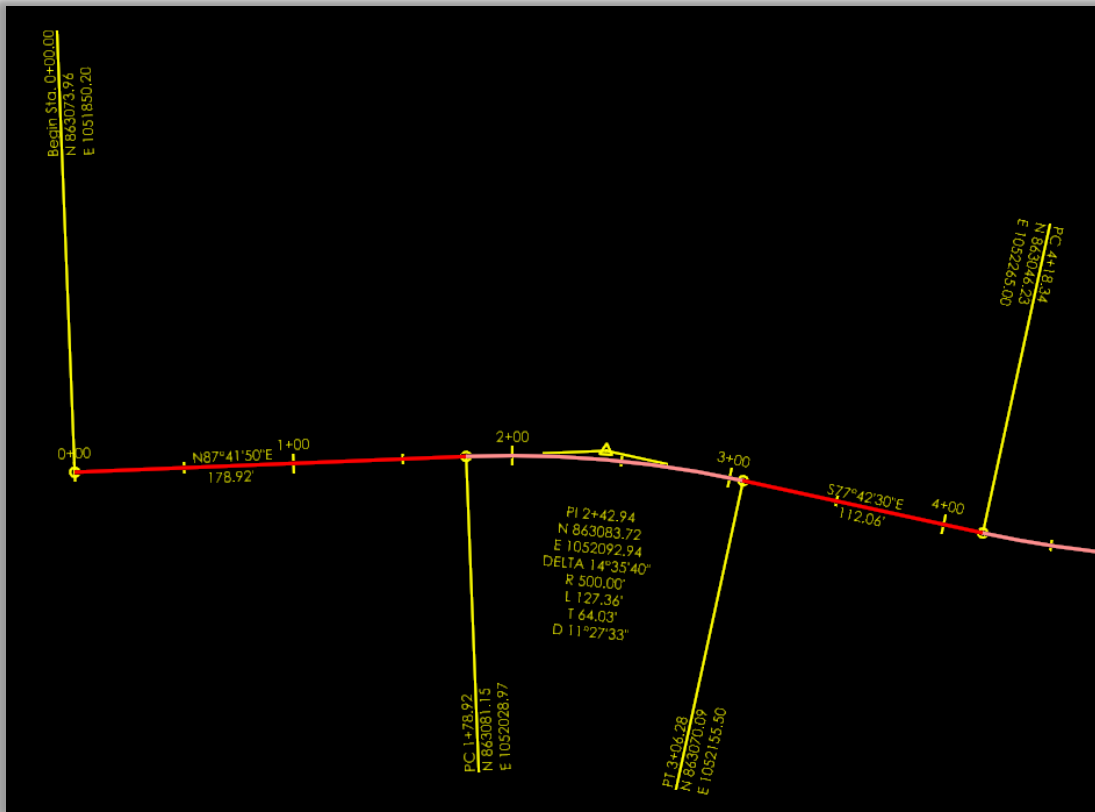 Begin Sta. 0+00.00
N 863073.96
E 1051850.20
PC 4+18.34
N 863046.23
E 1052265.00
0+00
N87°41'50"E
178.92'
1+00
2+00
3+00
S77°42'30"E
112.06'
4+00
PI 2+42.94
N 863083.72
E 1052092.94
DELTA 14°35'40"
R 500.00'
L 127.36'
T 64.03'
D 11°27'33"
PC 1+78.92
N 863081.15
E 1052028.97
PT 3+06.28
N 863070.09
E 1052155.50